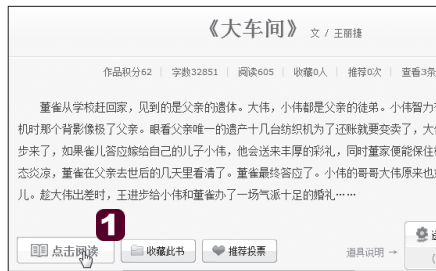 《大车间》 文 / 王丽捷
作品积分62 | 字数32851 | 阅读605 | 收藏0人 | 推荐0次 | 查看3条
董雀从学校赶回家，见到的是父亲的遗体。大伟，小伟都是父亲的徒弟。小伟智力
机时那个背影像极了父亲。眼看父亲唯一的遗产十几台纺织机为了还账就要变卖了，大
步来了，如果雀儿答应嫁给自己的儿子小伟，他会送来丰厚的彩礼，同时董家便能保住
态炎凉，董雀在父亲去世后的几天里看清了。董雀最终答应了。小伟的哥哥大伟原来也
儿。趁大伟出差时，王进步给小伟和董雀办了一场气派十足的婚礼……
1
点击阅读 收藏此书 推荐投票 道具说明 →